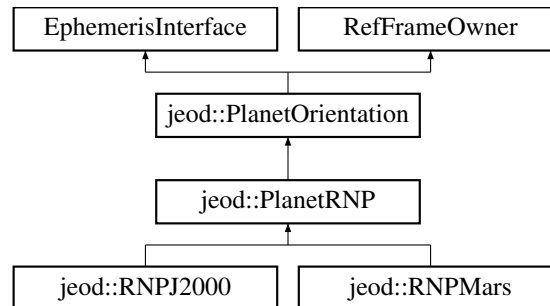 EphemerisInterface
RefFrameOwner
jeod::PlanetOrientation
jeod::PlanetRNP
jeod::RNPJ2000
jeod::RNPMars